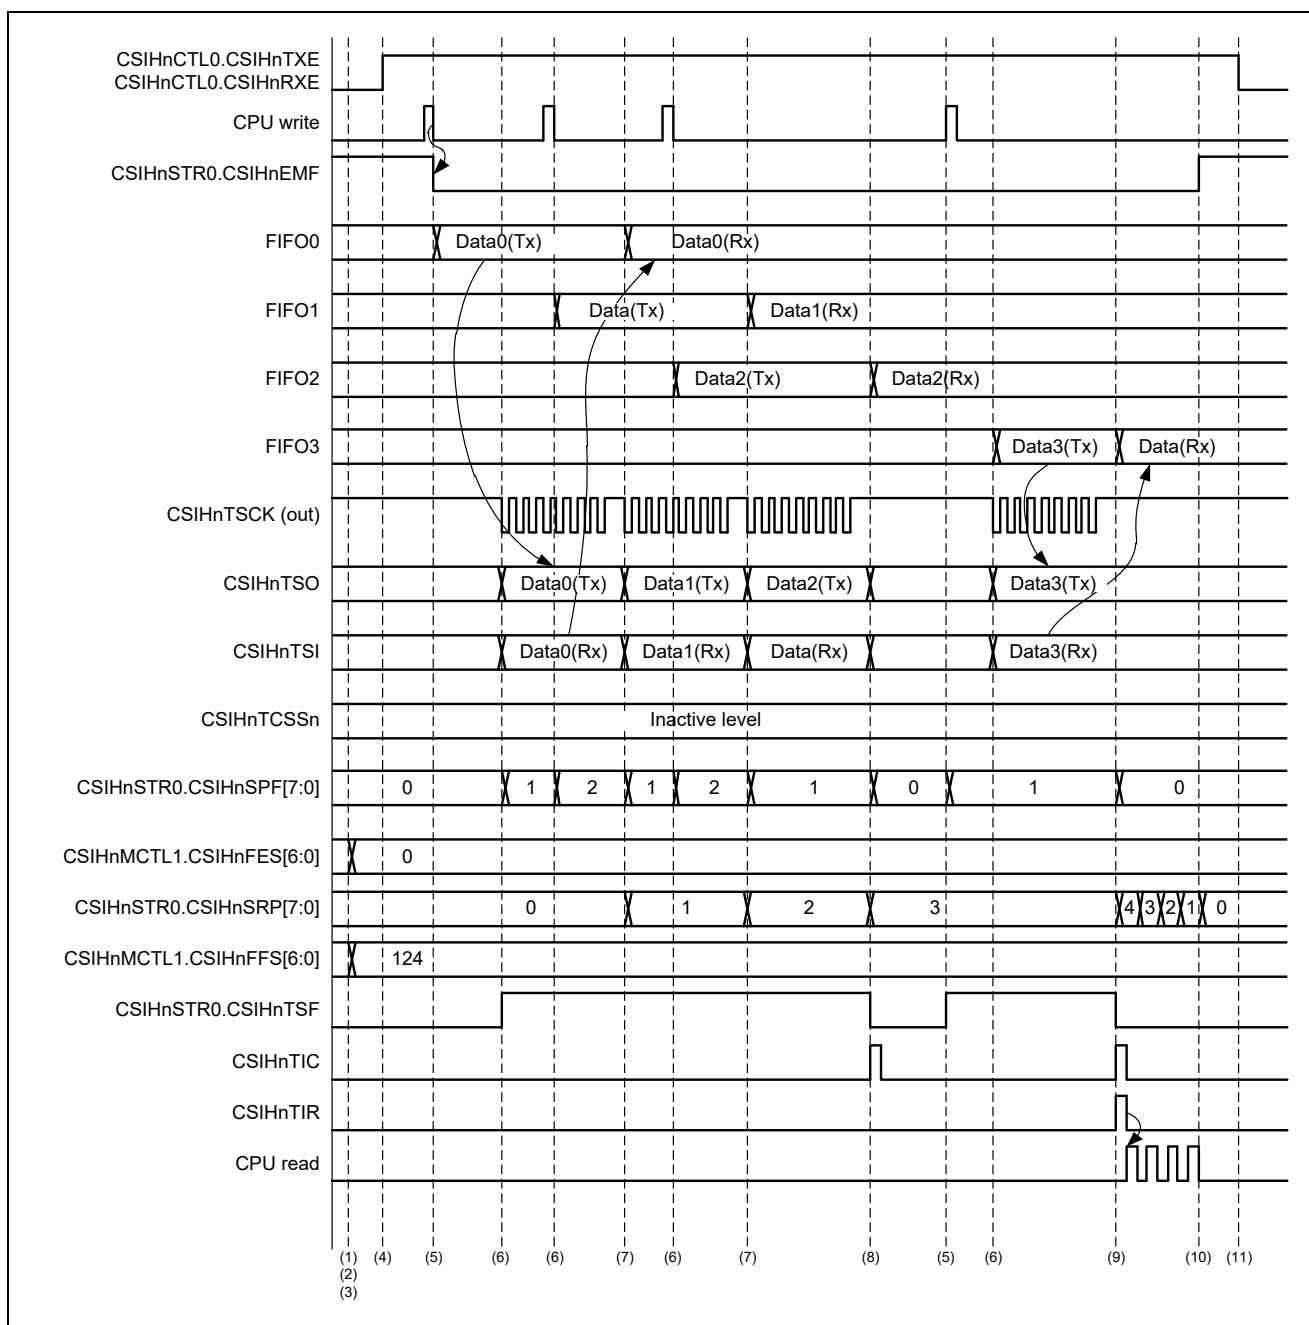 CSIHnCTL0.CSIHnTXE
CSIHnCTL0.CSIHnRXE
CPU write
CSIHnSTR0.CSIHnEMF
FIFO0 Data0(Tx) Data0(Rx)
FIFO1 Data(Tx) Data1(Rx)
FIFO2 Data2(Tx) Data2(Rx)
FIFO3 Data3(Tx) Data(Rx)
CSIHnTSCK (out)
CSIHnTSO Data0(Tx) Data1(Tx) Data2(Tx) Data3(Tx)
CSIHnTSI Data0(Rx) Data1(Rx) Data(Rx) Data3(Rx)
CSIHnTCSSn Inactive level
CSIHnSTR0.CSIHnSPF[7:0] 0 1 2 1 2 1 0 1 0
CSIHnMCTL1.CSIHnFES[6:0] 0
CSIHnSTR0.CSIHnSRP[7:0] 0 1 2 3 4 3 2 1 0
CSIHnMCTL1.CSIHnFFS[6:0] 124
CSIHnSTR0.CSIHnTSF
CSIHnTIC
CSIHnTIR
CPU read
(1) (4) (5) (6) (6) (7) (6) (7) (8) (5) (6) (9) (10) (11)
(2)
(3)